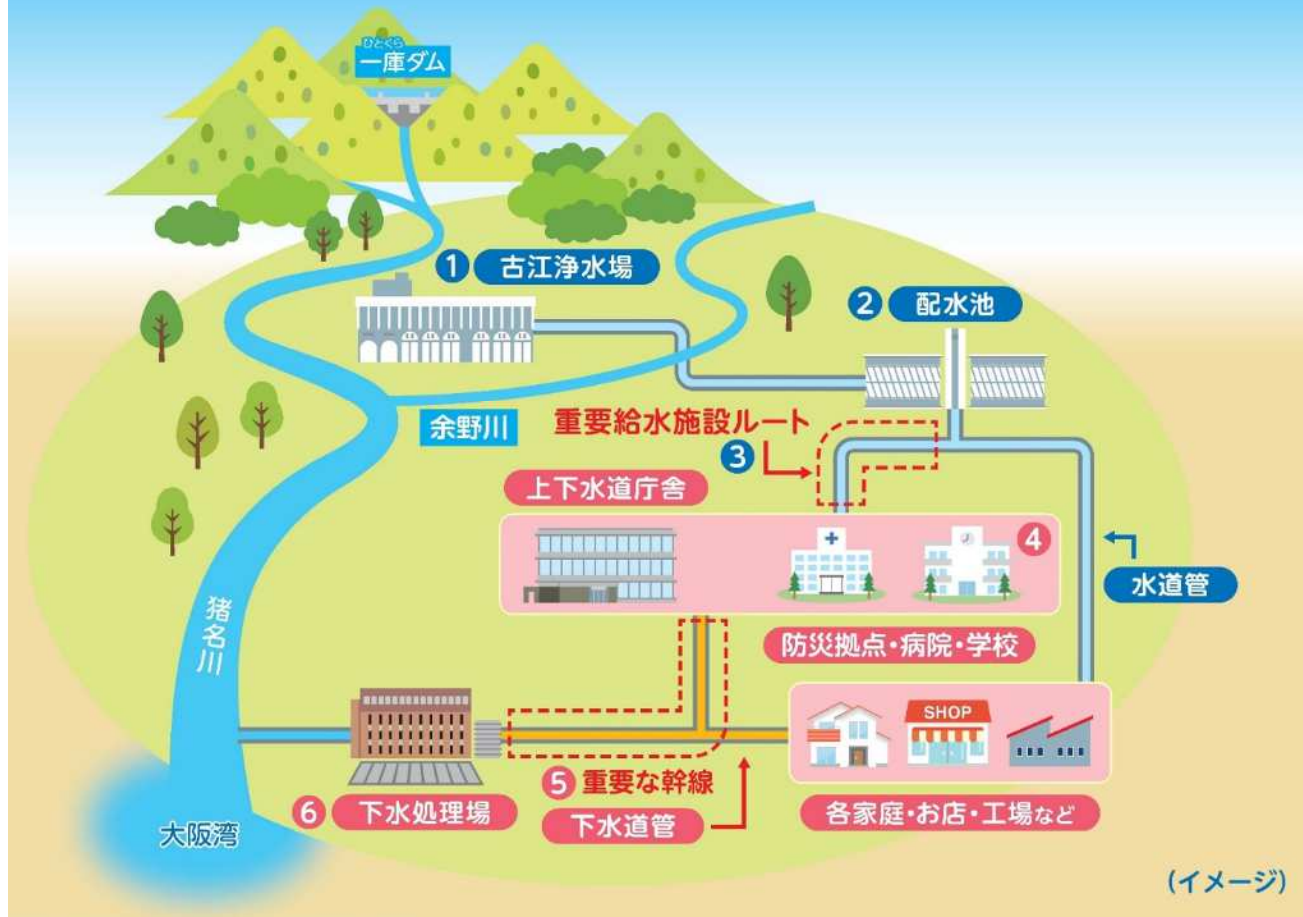 ひとくら
一庫ダム
1 古江浄水場
2 配水池
余野川
重要給水施設ルート
3
上下水道庁舎
4
水道管
猪名川
防災拠点・病院・学校
SHOP
5 重要な幹線
6 下水処理場
下水道管
各家庭・お店・工場など
大阪湾
(イメージ)